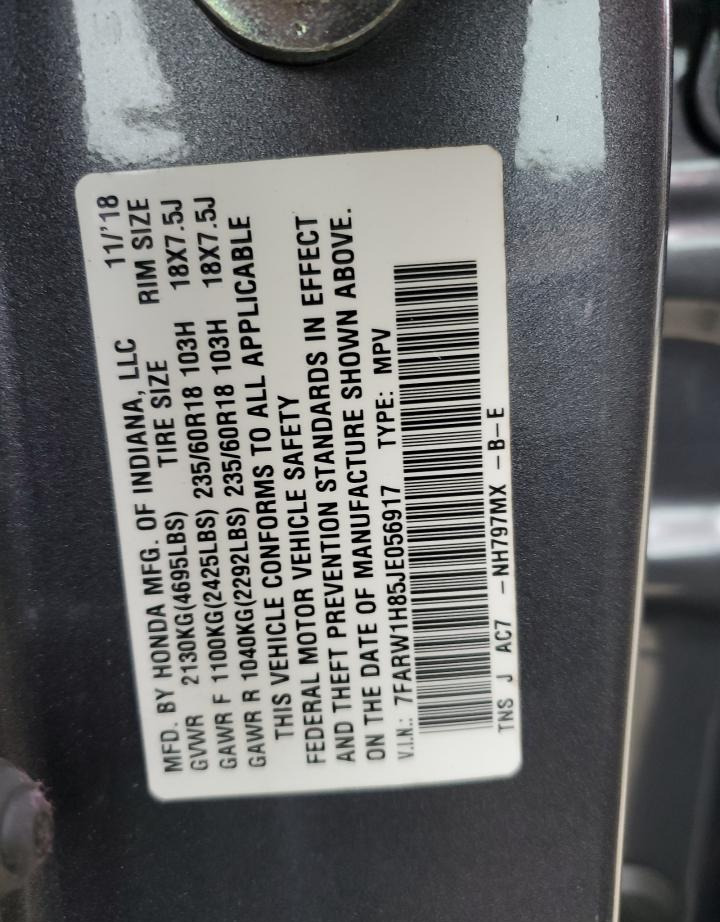 MFD. BY HONDA MFG. OF INDIANA, LLC 11/'18
GVWR 2130KG(4695LBS) TIRE SIZE RIM SIZE
GAWR F 1100KG(2425LBS) 235/60R18 103H 18X7.5J
GAWR R 1040KG(2292LBS) 235/60R18 103H 18X7.5J
THIS VEHICLE CONFORMS TO ALL APPLICABLE
FEDERAL MOTOR VEHICLE SAFETY
AND THEFT PREVENTION STANDARDS IN EFFECT
ON THE DATE OF MANUFACTURE SHOWN ABOVE.
V.I.N.: 7FARW1H85JE056917 TYPE: MPV
TNS J AC7 -NH797MX -B-E